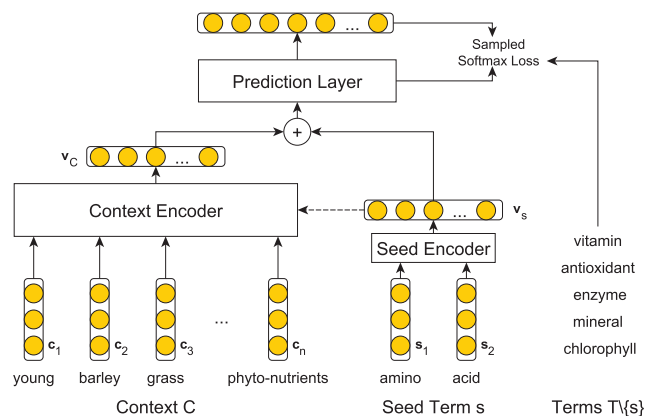 ...
Sampled
Softmax Loss
Prediction Layer
+
v_C ...
Context Encoder
... v_s
Seed Encoder
vitamin
antioxidant
enzyme
mineral
chlorophyll
c_1 c_2 c_3 ... c_n s_1 s_2
young barley grass phyto-nutrients amino acid
Context C Seed Term s Terms T\{s}